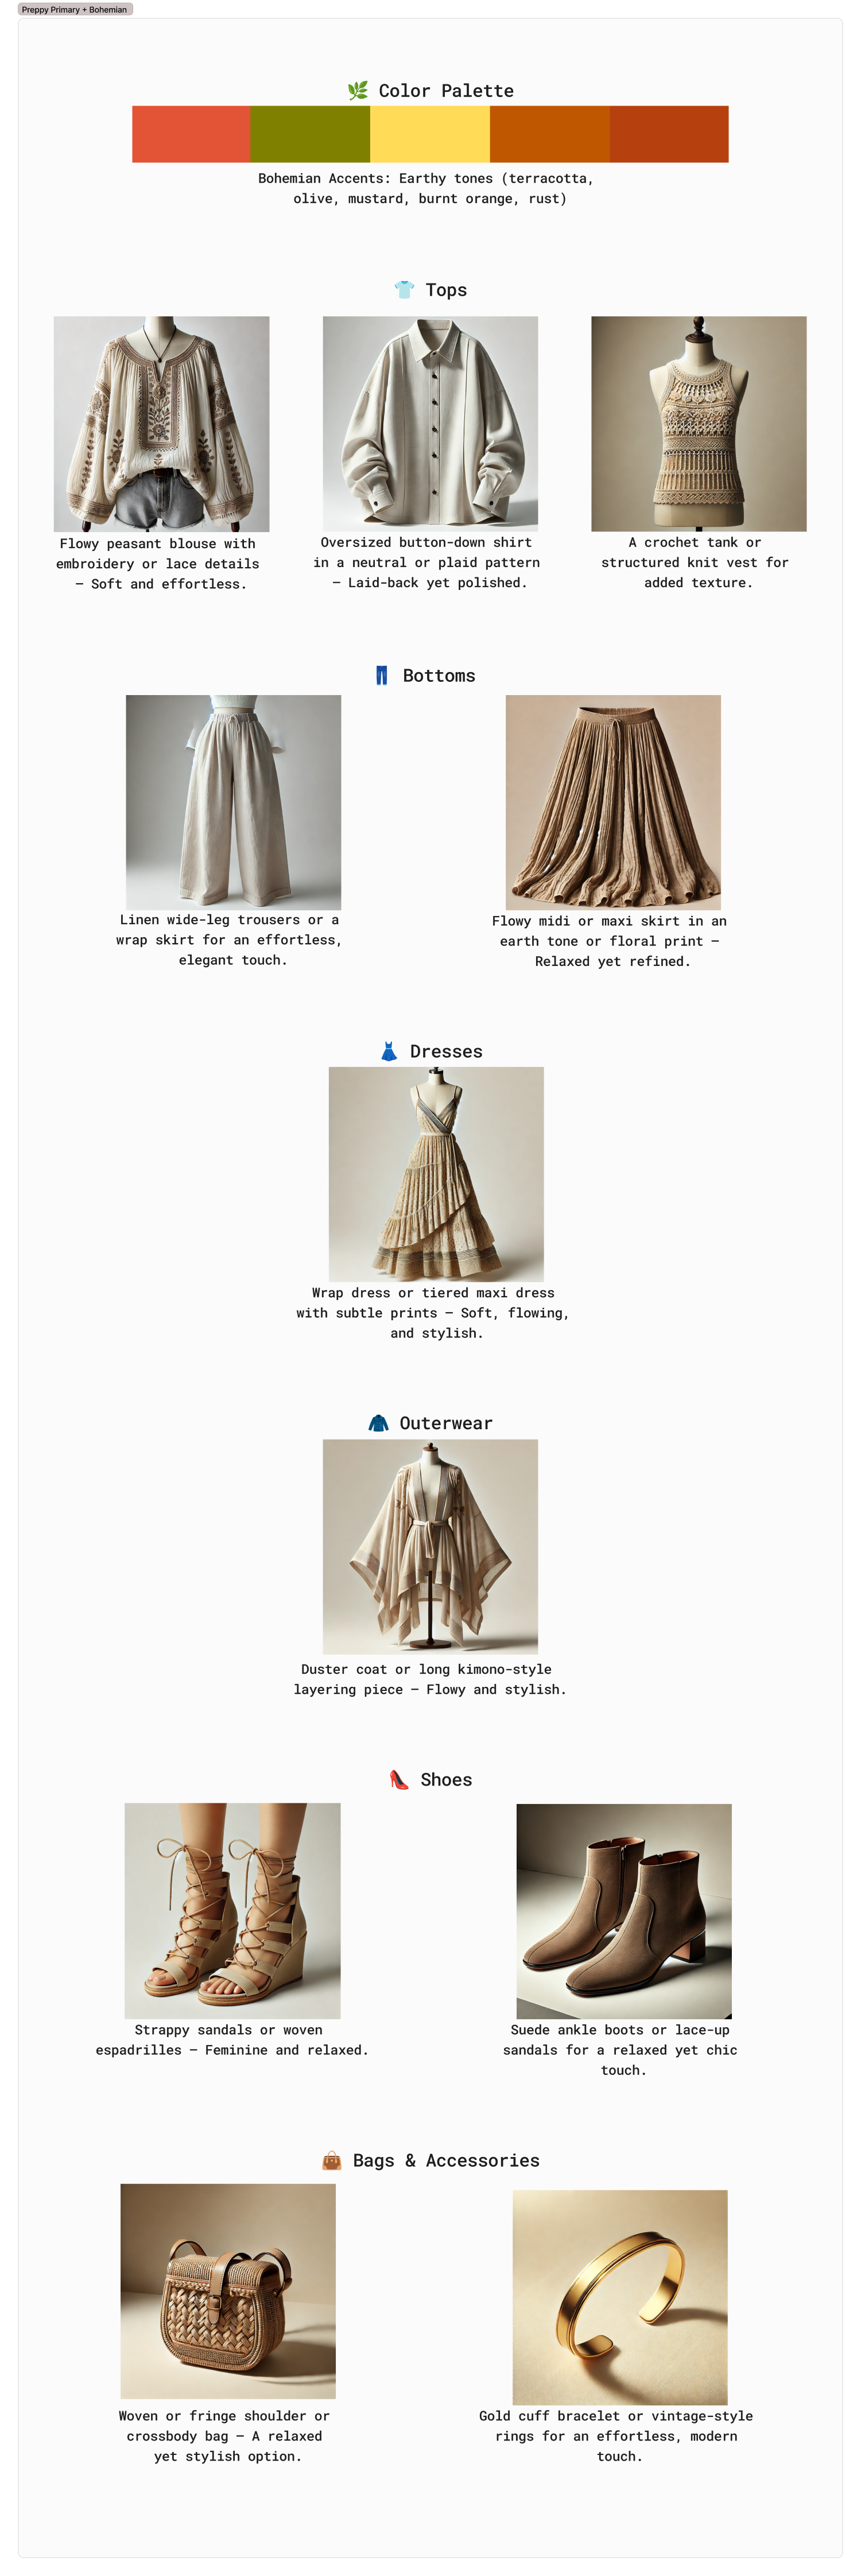 Preppy Primary + Bohemian
🌿 Color Palette
Bohemian Accents: Earthy tones (terracotta,
olive, mustard, burnt orange, rust)
👕 Tops
Flowy peasant blouse with
embroidery or lace details
– Soft and effortless.
Oversized button-down shirt
in a neutral or plaid pattern
– Laid-back yet polished.
A crochet tank or
structured knit vest for
added texture.
👖 Bottoms
Linen wide-leg trousers or a
wrap skirt for an effortless,
elegant touch.
Flowy midi or maxi skirt in an
earth tone or floral print –
Relaxed yet refined.
👗 Dresses
Wrap dress or tiered maxi dress
with subtle prints – Soft, flowing,
and stylish.
🧥 Outerwear
Duster coat or long kimono-style
layering piece – Flowy and stylish.
👠 Shoes
Strappy sandals or woven
espadrilles – Feminine and relaxed.
Suede ankle boots or lace-up
sandals for a relaxed yet chic
touch.
👜 Bags & Accessories
Woven or fringe shoulder or
crossbody bag – A relaxed
yet stylish option.
Gold cuff bracelet or vintage-style
rings for an effortless, modern
touch.